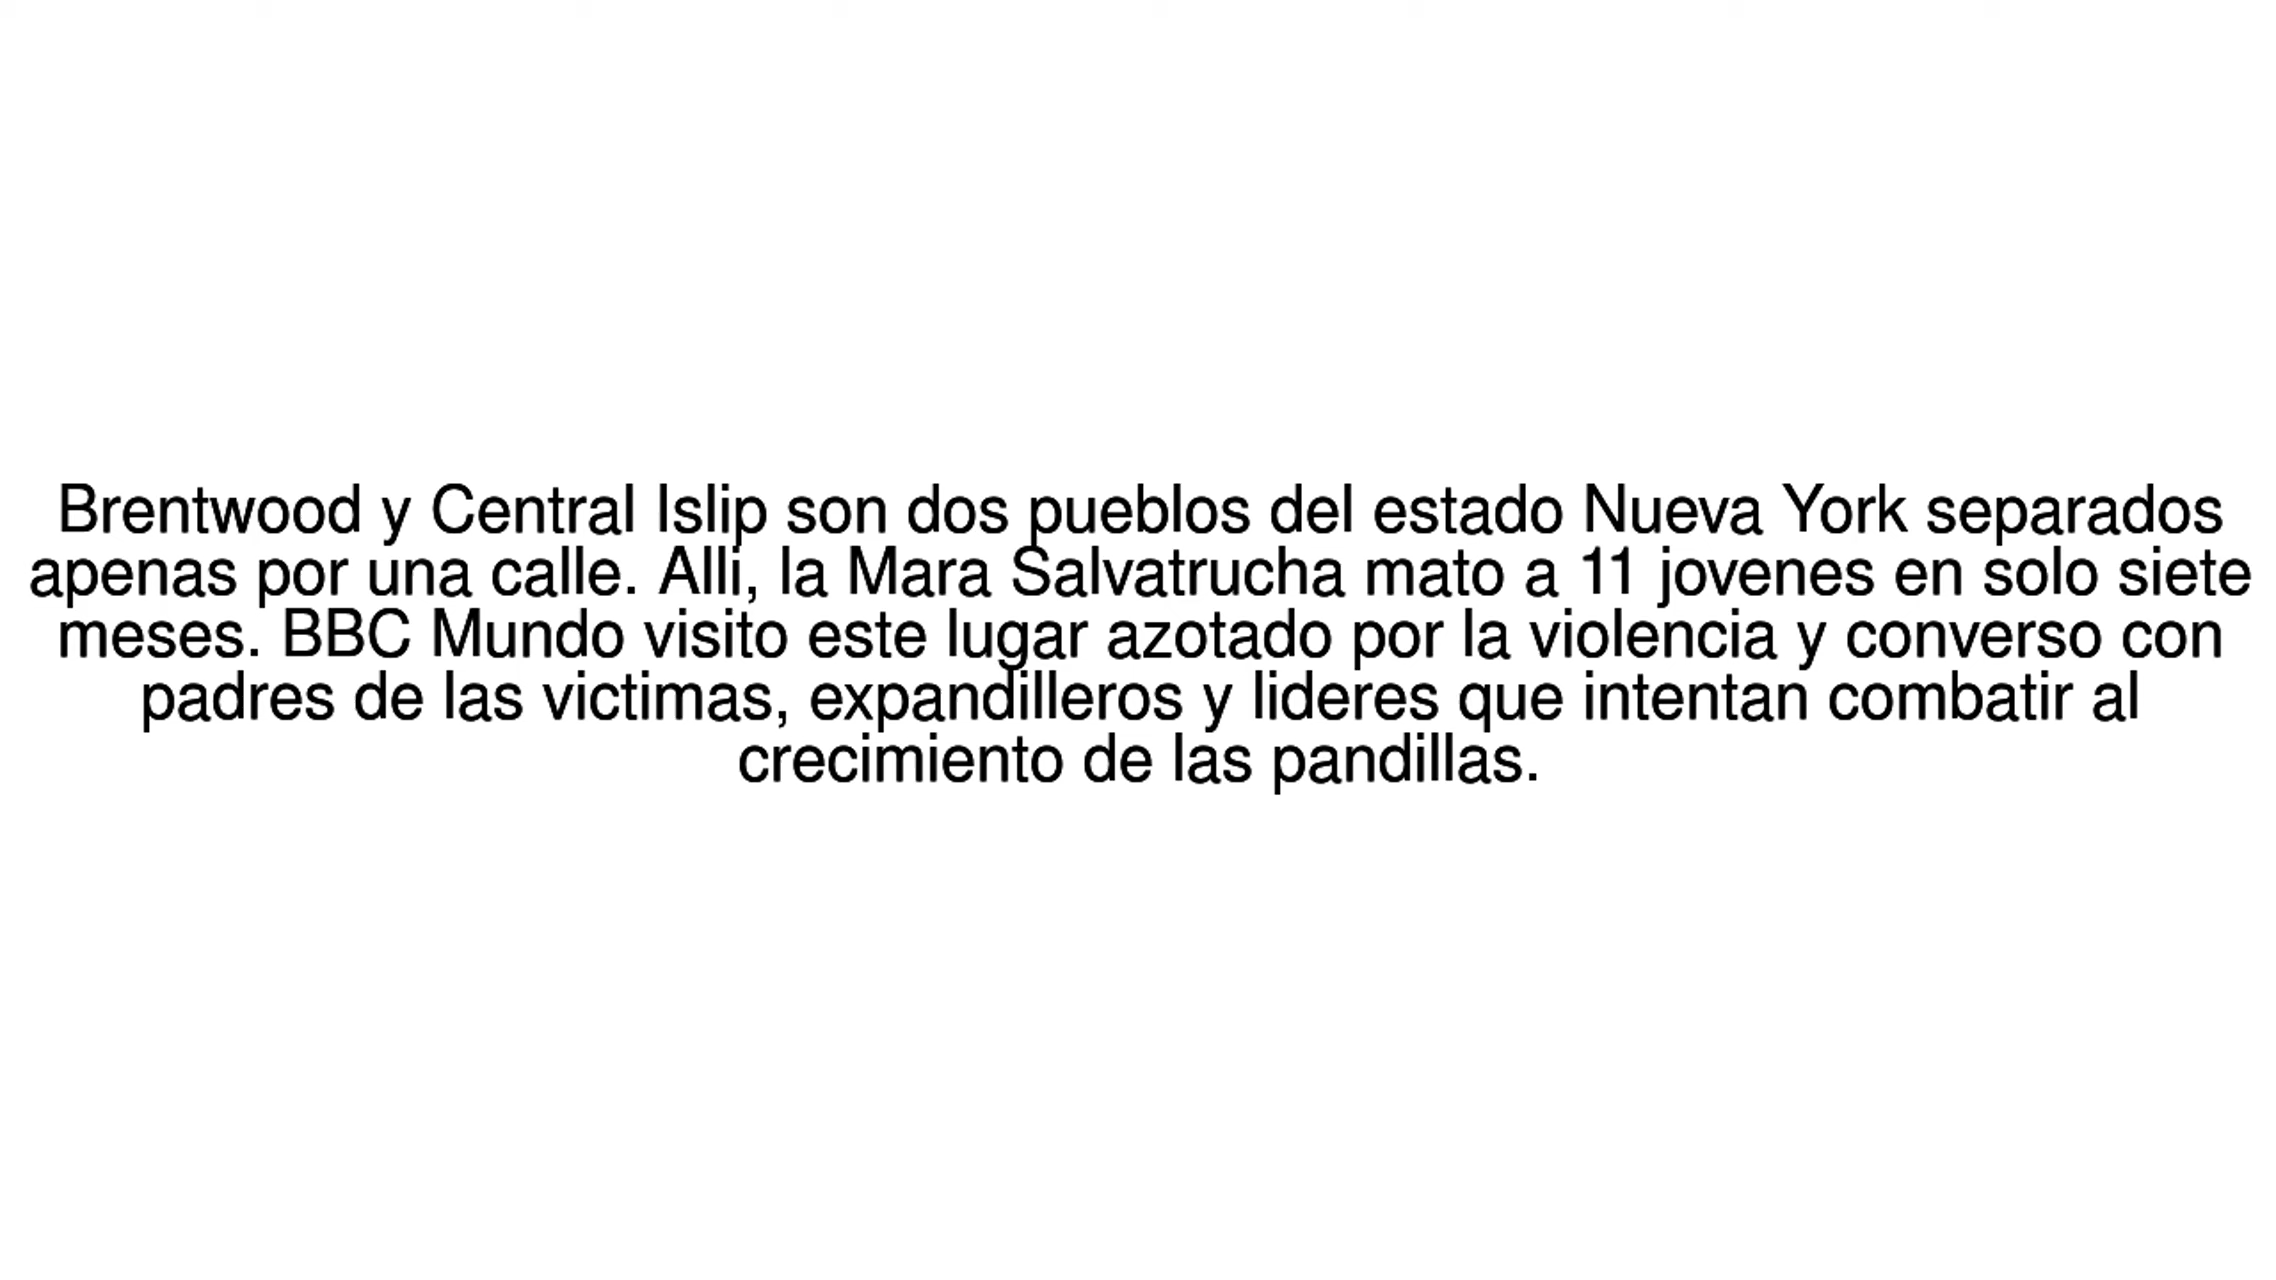 Brentwood y Central Islip son dos pueblos del estado Nueva York separados
apenas por una calle. Alli, la Mara Salvatrucha mato a 11 jovenes en solo siete
meses. BBC Mundo visito este lugar azotado por la violencia y converso con
padres de las victimas, expandilleros y lideres que intentan combatir al
crecimiento de las pandillas.